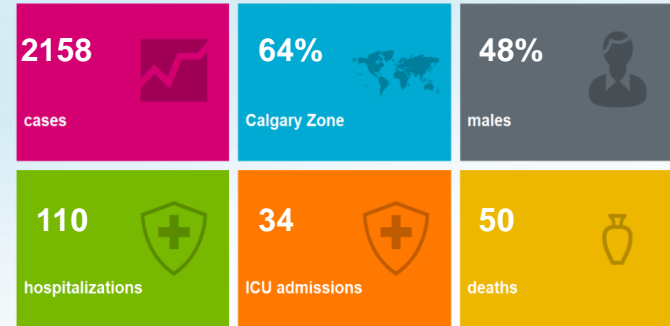 2158
cases
64%
Calgary Zone
48%
males
110
hospitalizations
34
ICU admissions
50
deaths